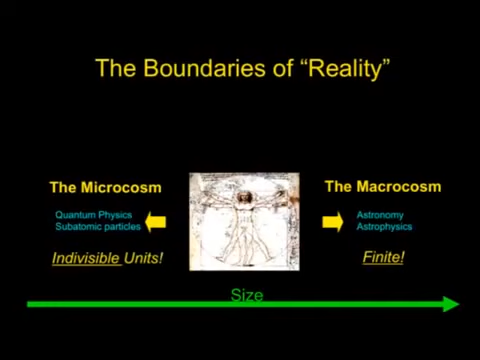 The Boundaries of “Reality”
The Microcosm
Quantum Physics
Subatomic particles
Indivisible Units!
The Macrocosm
Astronomy
Astrophysics
Finite!
Size